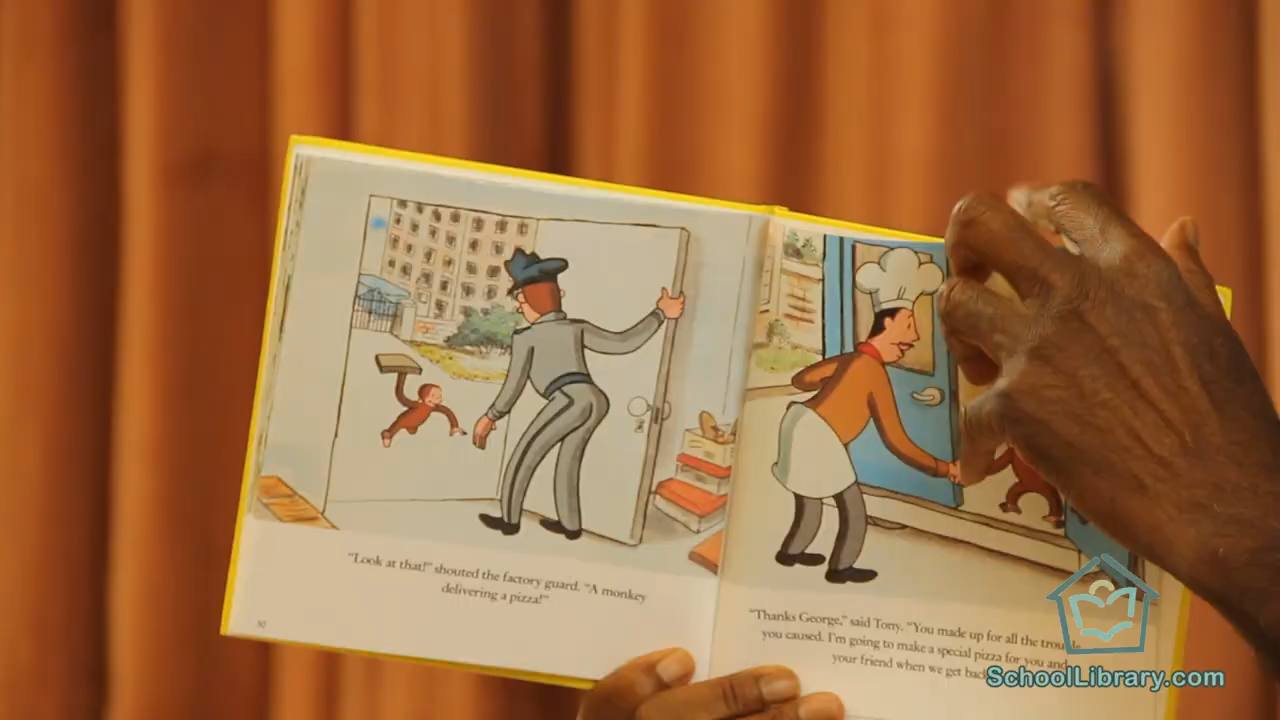 "Look at that!" shouted the factory guard. "A monkey
delivering a pizza!"
30
"Thanks George," said Tony. "You made up for all the
you caused. I'm going to make a special pizza for you and
your friend when we get
SchoolLibrary.com